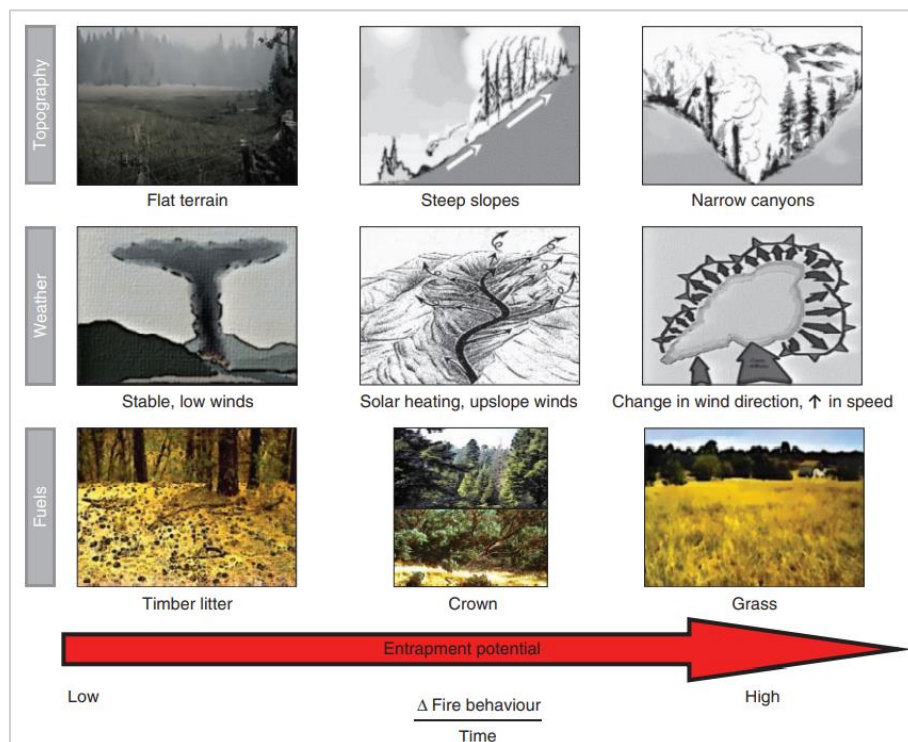 Topography
Flat terrain
Steep slopes
Narrow canyons
Weather
Stable, low winds
Solar heating, upslope winds
Change in wind direction, ↑ in speed
Fuels
Timber litter
Crown
Grass
Entrapment potential
Low
High
Δ Fire behaviour
Time